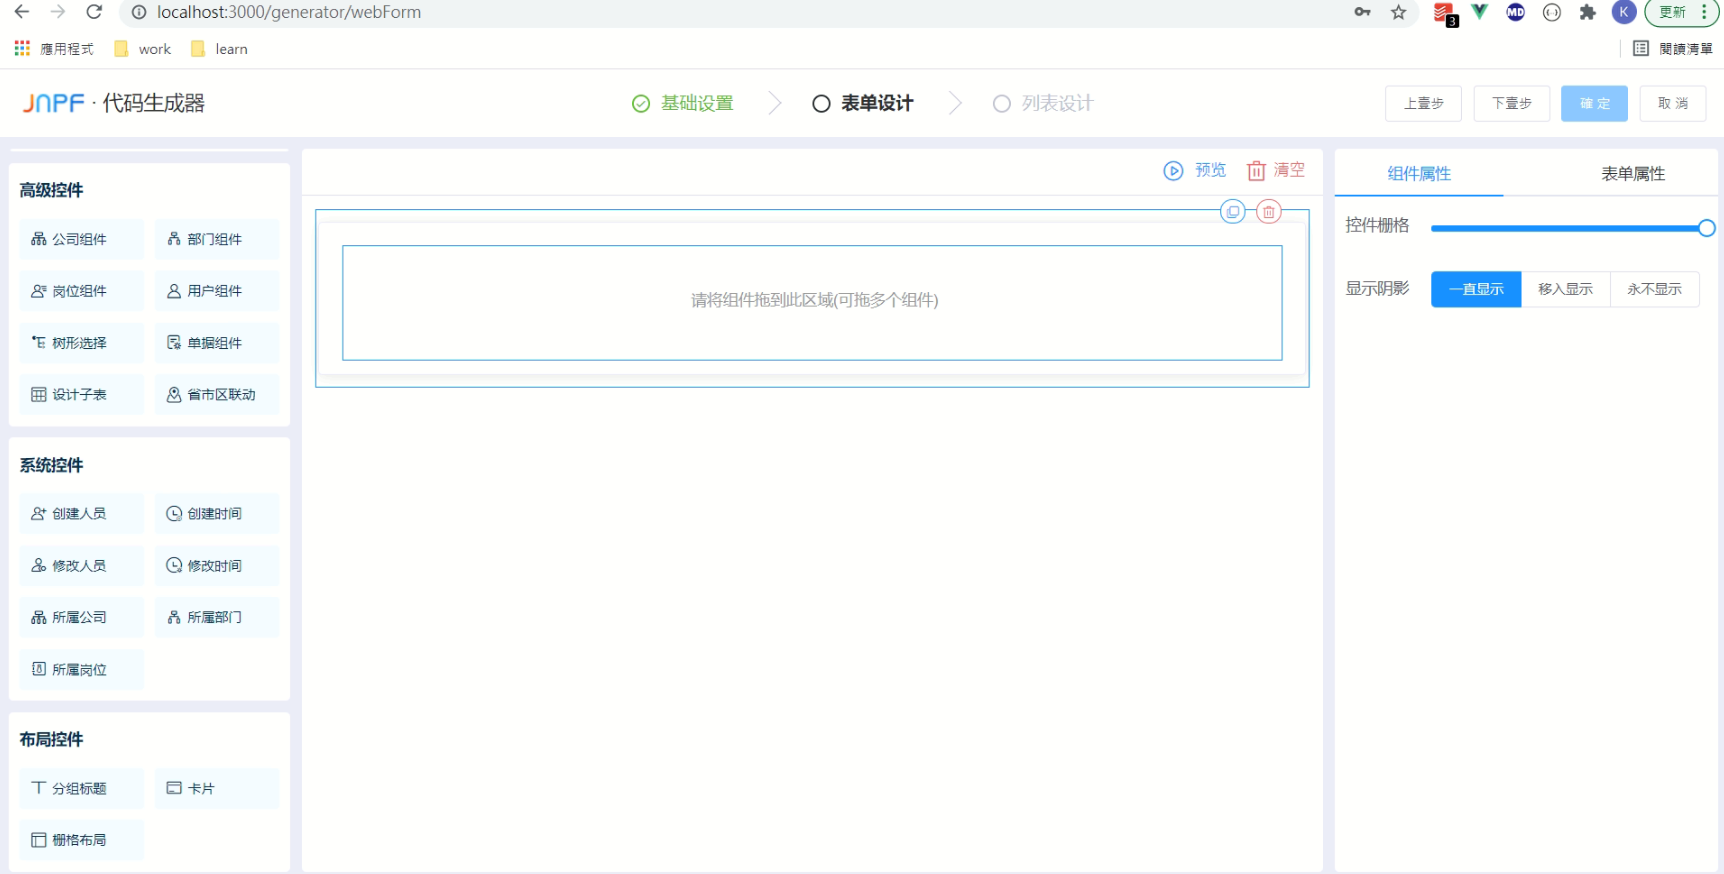 localhost:3000/generator/webForm
3
MD
K
更新
應用程式
work
learn
閱讀清單
JNPF · 代码生成器
基础设置
表单设计
列表设计
上壹步
下壹步
確 定
取 消
高级控件
公司组件
部门组件
岗位组件
用户组件
树形选择
单据组件
设计子表
省市区联动
系统控件
创建人员
创建时间
修改人员
修改时间
所属公司
所属部门
所属岗位
布局控件
分组标题
卡片
栅格布局
预览
清空
请将组件拖到此区域(可拖多个组件)
组件属性
表单属性
控件栅格
显示阴影
一直显示
移入显示
永不显示